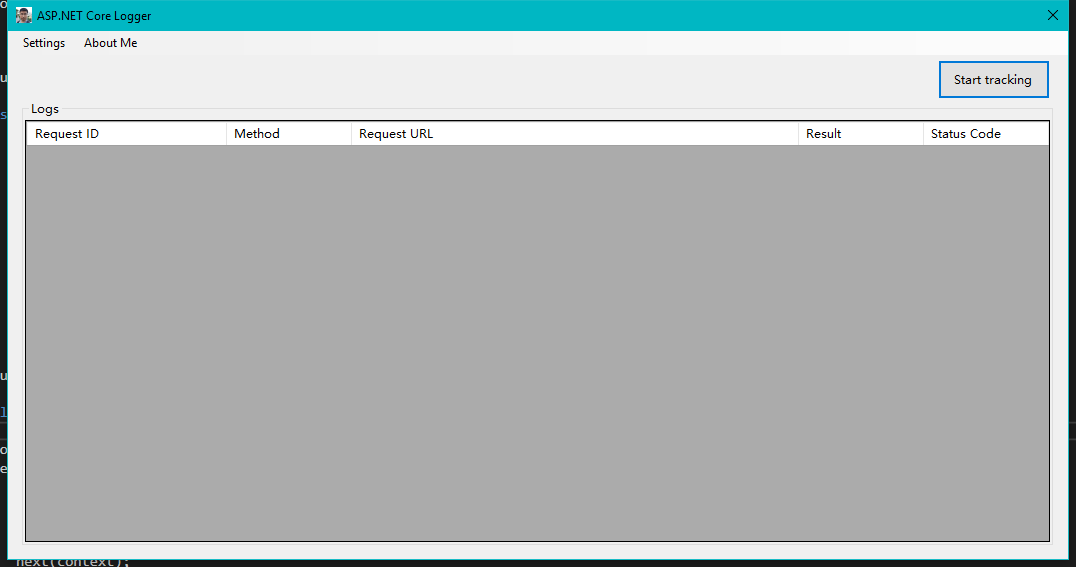 ASP.NET Core Logger
Settings About Me
Start tracking
Logs
Request ID Method Request URL Result Status Code
next(context);